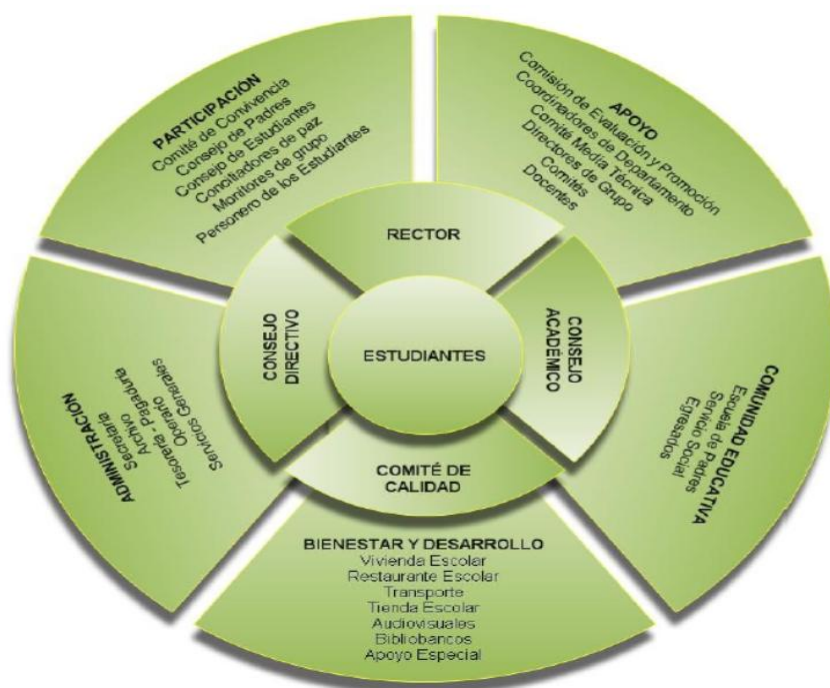 PARTICIPACIÓN
Comité de Convivencia
Consejo de Padres
Consejo de Estudiantes
Conciliadores de paz
Monitores de grupo
Personero de los Estudiantes
APOYO
Comisión de Evaluación y Promoción
Coordinadores de Departamento
Comité Media Técnica
Directores de Grupo
Comités
Docentes
RECTOR
CONSEJO
DIRECTIVO
ESTUDIANTES
CONSEJO
ACADÉMICO
COMITÉ DE
CALIDAD
ADMINISTRACIÓN
Secretaría
Archivo
Tesorería - Pagaduría
Operario
Servicios Generales
COMUNIDAD EDUCATIVA
Escuela de Padres
Servicio Social
Egresados
BIENESTAR Y DESARROLLO
Vivienda Escolar
Restaurante Escolar
Transporte
Tienda Escolar
Audiovisuales
Bibliobancos
Apoyo Especial